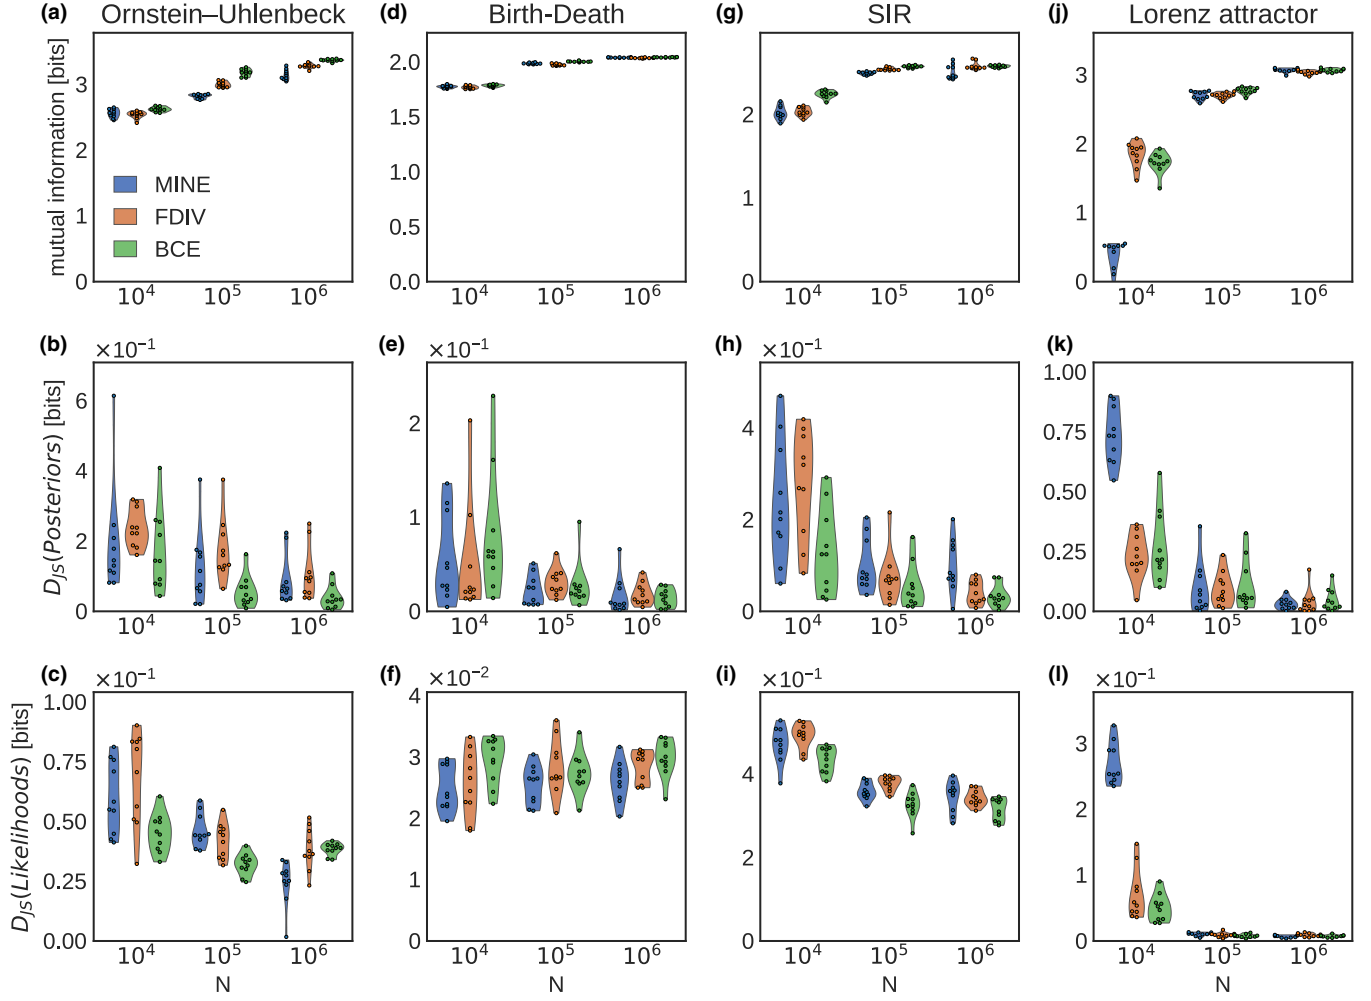 (a) Ornstein–Uhlenbeck (d) Birth-Death (g) SIR (j) Lorenz attractor
mutual information [bits]
3
2
1
0
MINE
FDIV
BCE
10^4 10^5 10^6
2.0
1.5
1.0
0.5
0.0
10^4 10^5 10^6
2
1
0
10^4 10^5 10^6
3
2
1
0
10^4 10^5 10^6
(b) ×10^-1 (e) ×10^-1 (h) ×10^-1 (k)
D_JS(Posteriors) [bits]
6
4
2
0
10^4 10^5 10^6
2
1
0
10^4 10^5 10^6
4
2
0
10^4 10^5 10^6
1.00
0.75
0.50
0.25
0.00
10^4 10^5 10^6
(c) ×10^-1 (f) ×10^-2 (i) ×10^-1 (l) ×10^-1
D_JS(Likelihoods) [bits]
1.00
0.75
0.50
0.25
0.00
10^4 10^5 10^6
N
4
3
2
1
0
10^4 10^5 10^6
N
6
4
2
0
10^4 10^5 10^6
N
3
2
1
0
10^4 10^5 10^6
N